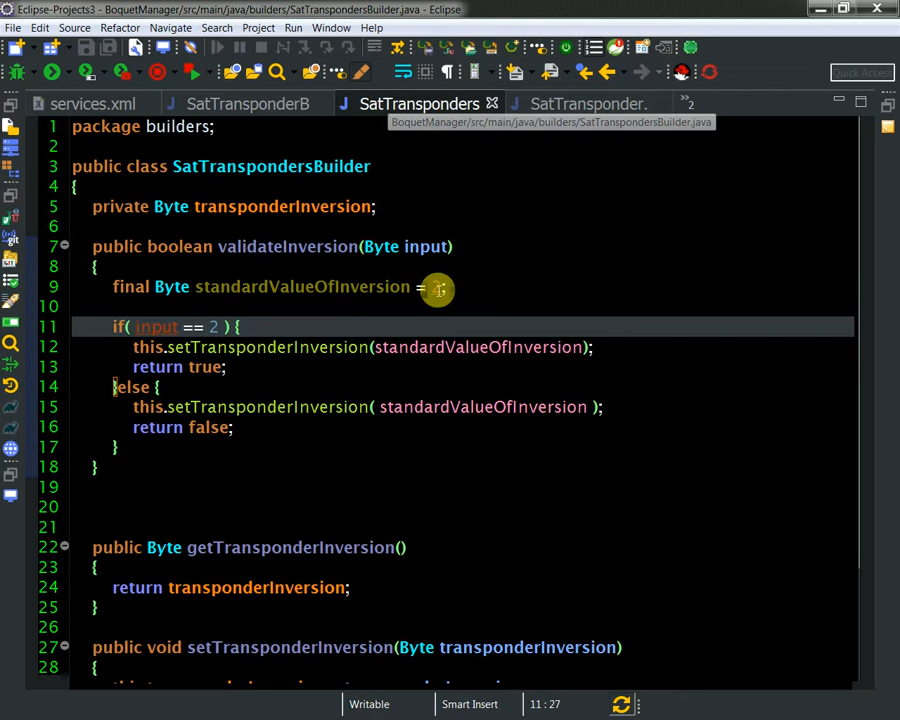 Eclipse-Projects3 - BoquetManager/src/main/java/builders/SatTranspondersBuilder.java - Eclipse
File Edit Source Refactor Navigate Search Project Run Window Help
Quick Access
services.xml SatTransponderB SatTransponders SatTransponder. »2
BoquetManager/src/main/java/builders/SatTranspondersBuilder.java
1 package builders;
2
3 public class SatTranspondersBuilder
4 {
5 private Byte transponderInversion;
6
7 public boolean validateInversion(Byte input)
8 {
9 final Byte standardValueOfInversion = ;
10
11 if( input == 2 ) {
12 this.setTransponderInversion(standardValueOfInversion);
13 return true;
14 }else {
15 this.setTransponderInversion( standardValueOfInversion );
16 return false;
17 }
18 }
19
20
21
22 public Byte getTransponderInversion()
23 {
24 return transponderInversion;
25 }
26
27 public void setTransponderInversion(Byte transponderInversion)
28 {
Writable Smart Insert 11 : 27